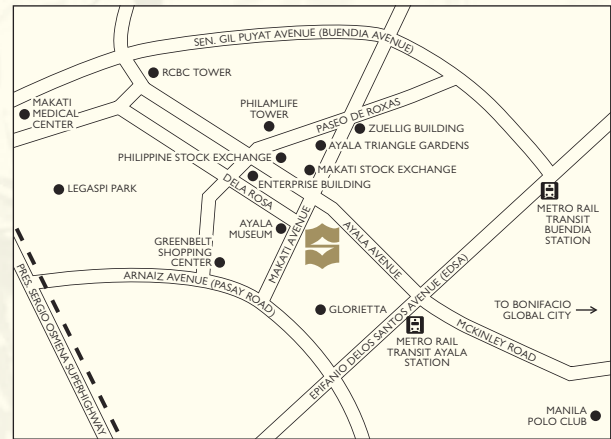 SEN. GIL PUYAT AVENUE (BUENDIA AVENUE)
RCBC TOWER
MAKATI
MEDICAL
CENTER
PHILAMLIFE
TOWER
PASEO DE ROXAS
ZUELLIG BUILDING
AYALA TRIANGLE GARDENS
PHILIPPINE STOCK EXCHANGE
MAKATI STOCK EXCHANGE
ENTERPRISE BUILDING
DELA ROSA
LEGASPI PARK
METRO RAIL
TRANSIT
BUENDIA
STATION
AYALA
MUSEUM
MAKATI AVENUE
AYALA AVENUE
GREENBELT
SHOPPING
CENTER
ARNAIZ AVENUE (PASAY ROAD)
PRES. SERGIO OSMENA SUPERHIGHWAY
GLORIETTA
EPIFANIO DELOS SANTOS AVENUE (EDSA)
TO BONIFACIO
GLOBAL CITY
MCKINLEY ROAD
METRO RAIL
TRANSIT AYALA
STATION
MANILA
POLO CLUB